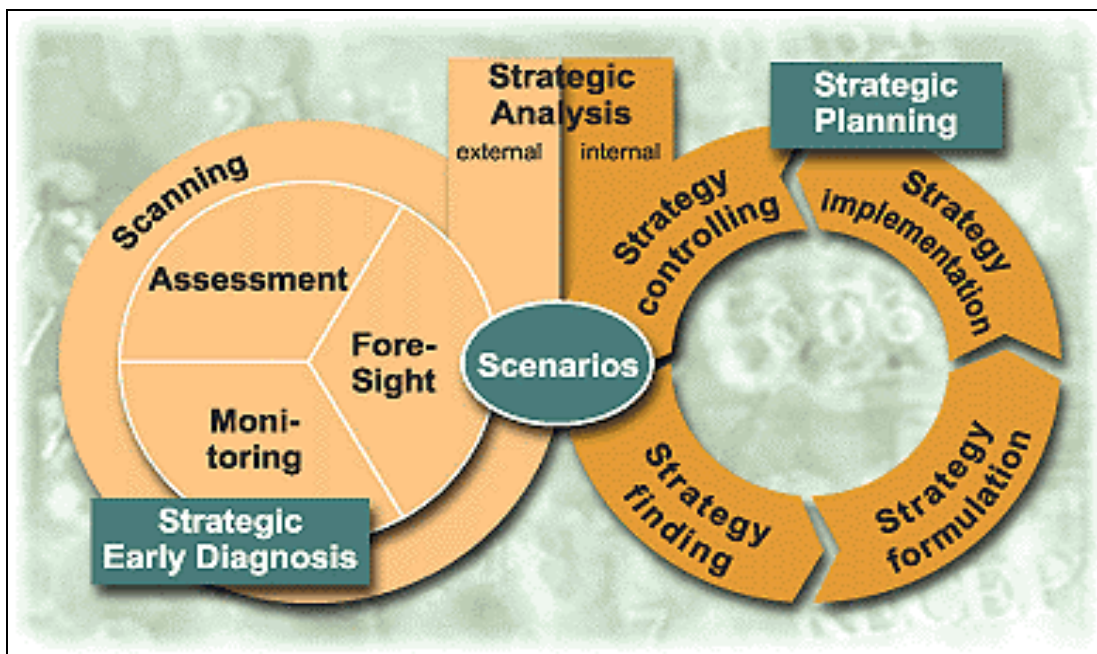 Strategic
Analysis
external
internal
Scanning
Assessment
Fore-
Sight
Moni-
toring
Strategic
Early Diagnosis
Scenarios
Strategic
Planning
Strategy
controlling
Strategy
implementation
Strategy
finding
Strategy
formulation